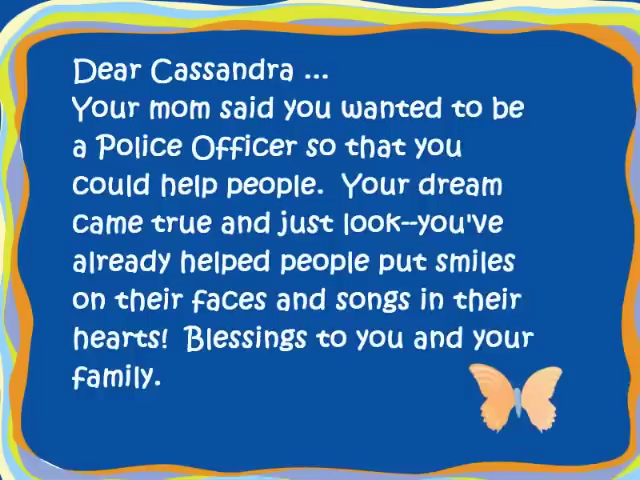 Dear Cassandra ...
Your mom said you wanted to be
a Police Officer so that you
could help people.  Your dream
came true and just look--you've
already helped people put smiles
on their faces and songs in their
hearts!  Blessings to you and your
family.